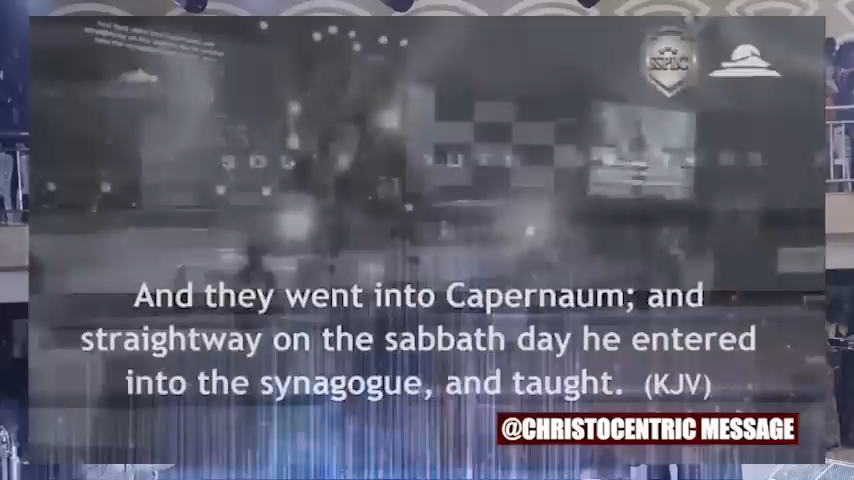 SSPLC
And they went into Capernaum; and
straightway on the sabbath day he entered
into the synagogue, and taught. (KJV)
@CHRISTOCENTRIC MESSAGE